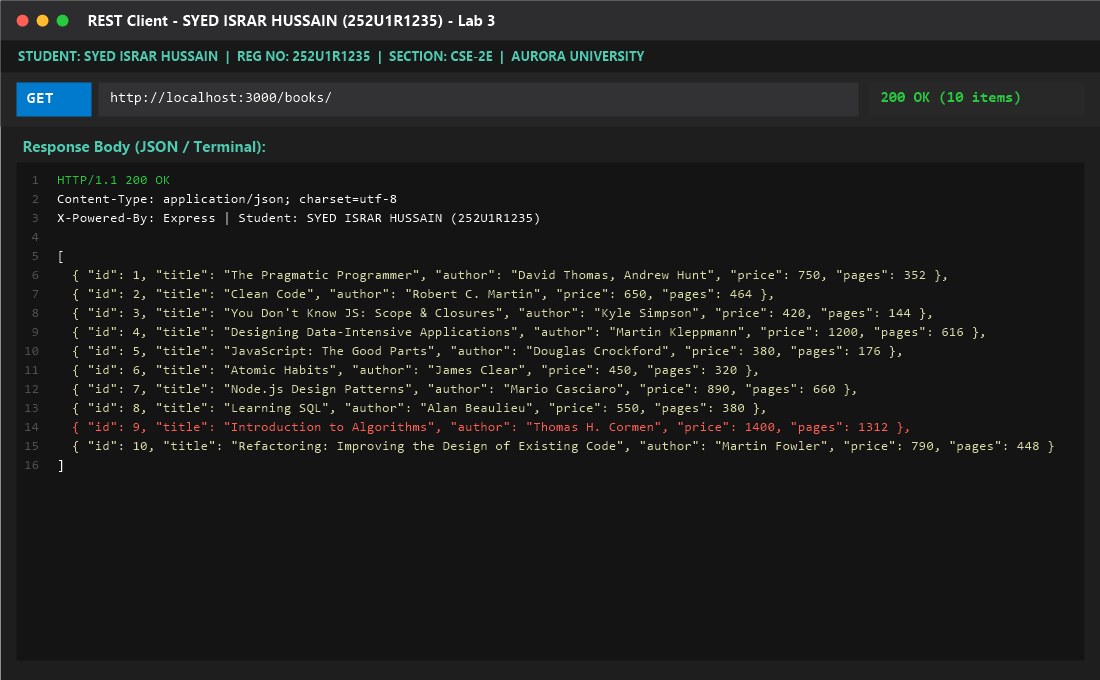 REST Client - SYED ISRAR HUSSAIN (252U1R1235) - Lab 3
STUDENT: SYED ISRAR HUSSAIN | REG NO: 252U1R1235 | SECTION: CSE-2E | AURORA UNIVERSITY
GET http://localhost:3000/books/ 200 OK (10 items)
Response Body (JSON / Terminal):
1 HTTP/1.1 200 OK
2 Content-Type: application/json; charset=utf-8
3 X-Powered-By: Express | Student: SYED ISRAR HUSSAIN (252U1R1235)
4
5 [
6 { "id": 1, "title": "The Pragmatic Programmer", "author": "David Thomas, Andrew Hunt", "price": 750, "pages": 352 },
7 { "id": 2, "title": "Clean Code", "author": "Robert C. Martin", "price": 650, "pages": 464 },
8 { "id": 3, "title": "You Don't Know JS: Scope & Closures", "author": "Kyle Simpson", "price": 420, "pages": 144 },
9 { "id": 4, "title": "Designing Data-Intensive Applications", "author": "Martin Kleppmann", "price": 1200, "pages": 616 },
10 { "id": 5, "title": "JavaScript: The Good Parts", "author": "Douglas Crockford", "price": 380, "pages": 176 },
11 { "id": 6, "title": "Atomic Habits", "author": "James Clear", "price": 450, "pages": 320 },
12 { "id": 7, "title": "Node.js Design Patterns", "author": "Mario Casciaro", "price": 890, "pages": 660 },
13 { "id": 8, "title": "Learning SQL", "author": "Alan Beaulieu", "price": 550, "pages": 380 },
14 { "id": 9, "title": "Introduction to Algorithms", "author": "Thomas H. Cormen", "price": 1400, "pages": 1312 },
15 { "id": 10, "title": "Refactoring: Improving the Design of Existing Code", "author": "Martin Fowler", "price": 790, "pages": 448 }
16 ]